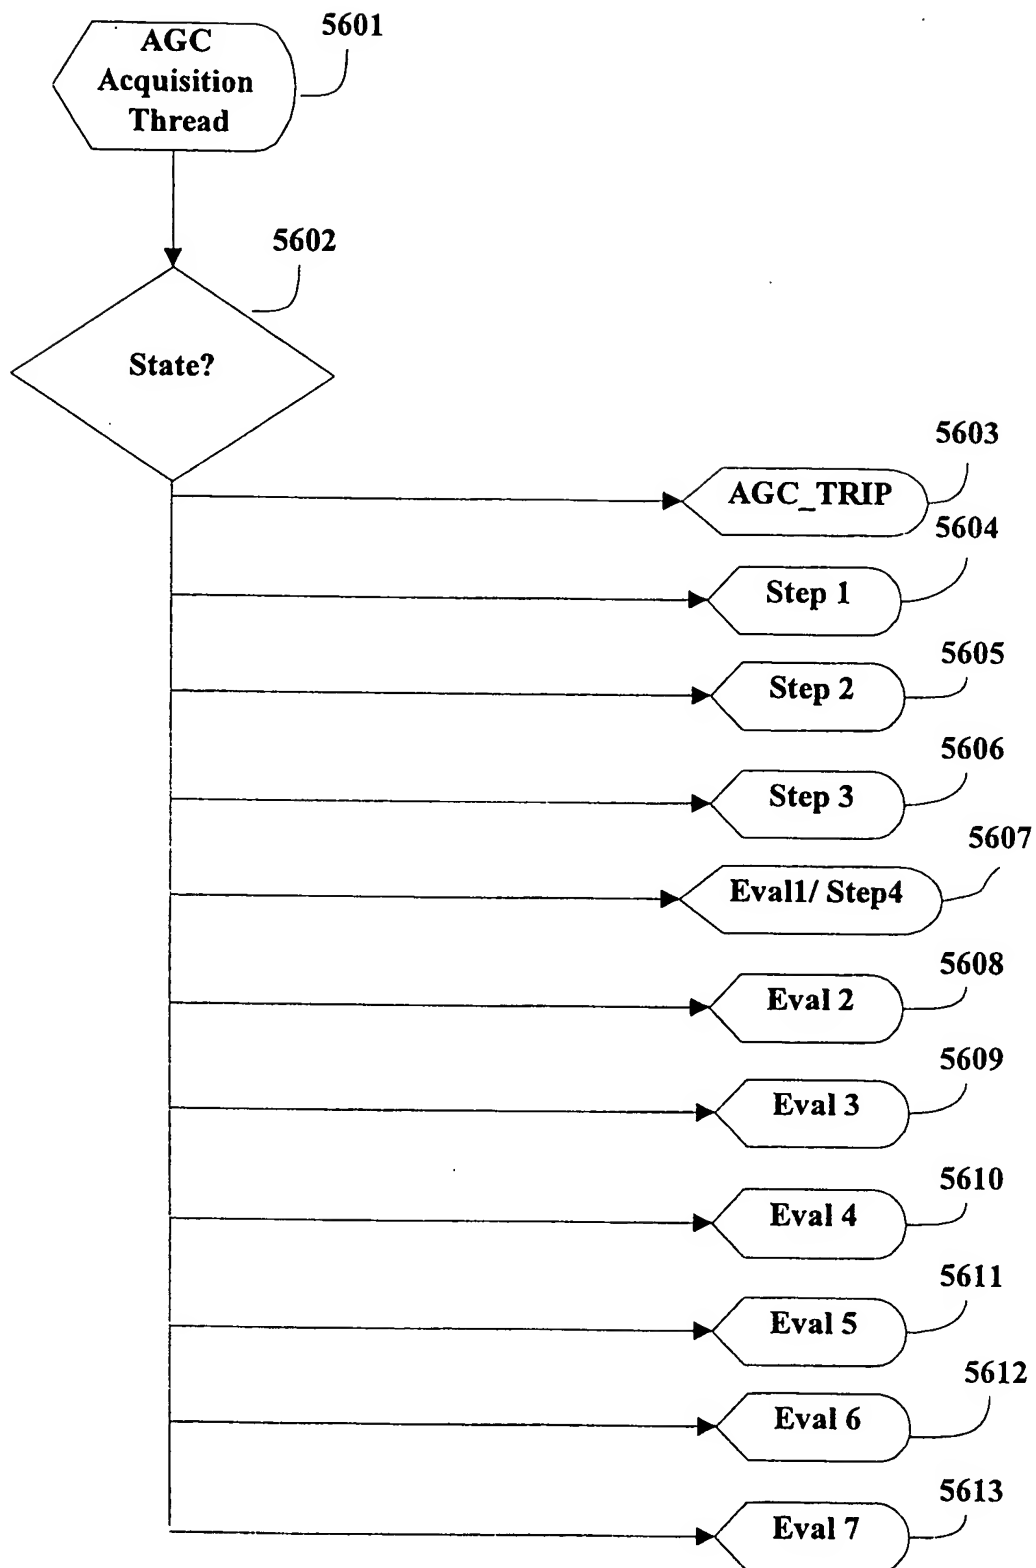 5601
AGC
Acquisition
Thread
5602
State?
5603
AGC_TRIP
5604
Step 1
5605
Step 2
5606
Step 3
5607
Eval1/ Step4
5608
Eval 2
5609
Eval 3
5610
Eval 4
5611
Eval 5
5612
Eval 6
5613
Eval 7